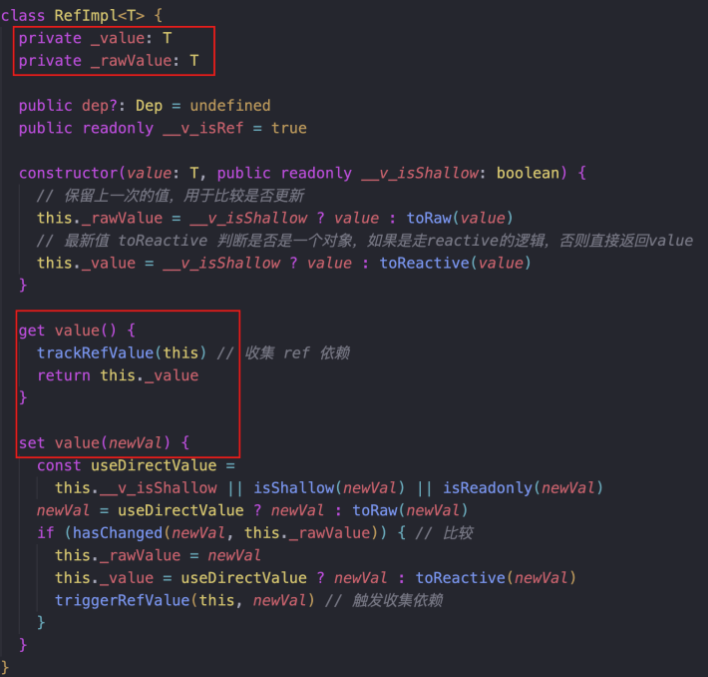 class RefImpl<T> {
private _value: T
private _rawValue: T
public dep?: Dep = undefined
public readonly __v_isRef = true
constructor(value: T, public readonly __v_isShallow: boolean) {
// 保留上一次的值，用于比较是否更新
this._rawValue = __v_isShallow ? value : toRaw(value)
// 最新值 toReactive 判断是否是一个对象，如果是走reactive的逻辑，否则直接返回value
this._value = __v_isShallow ? value : toReactive(value)
}
get value() {
trackRefValue(this) // 收集 ref 依赖
return this._value
}
set value(newVal) {
const useDirectValue =
this.__v_isShallow || isShallow(newVal) || isReadonly(newVal)
newVal = useDirectValue ? newVal : toRaw(newVal)
if (hasChanged(newVal, this._rawValue)) { // 比较
this._rawValue = newVal
this._value = useDirectValue ? newVal : toReactive(newVal)
triggerRefValue(this, newVal) // 触发收集依赖
}
}
}